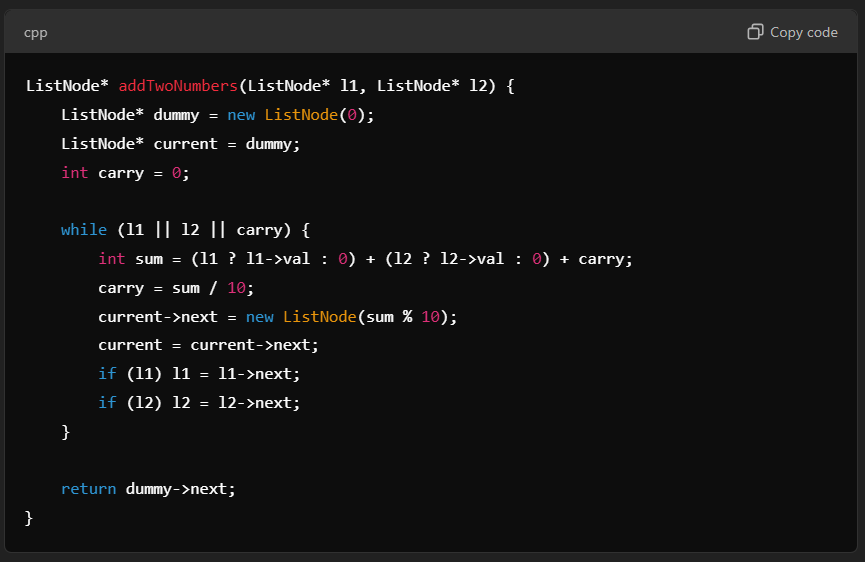 cpp
Copy code
ListNode* addTwoNumbers(ListNode* l1, ListNode* l2) {
    ListNode* dummy = new ListNode(0);
    ListNode* current = dummy;
    int carry = 0;

    while (l1 || l2 || carry) {
        int sum = (l1 ? l1->val : 0) + (l2 ? l2->val : 0) + carry;
        carry = sum / 10;
        current->next = new ListNode(sum % 10);
        current = current->next;
        if (l1) l1 = l1->next;
        if (l2) l2 = l2->next;
    }

    return dummy->next;
}